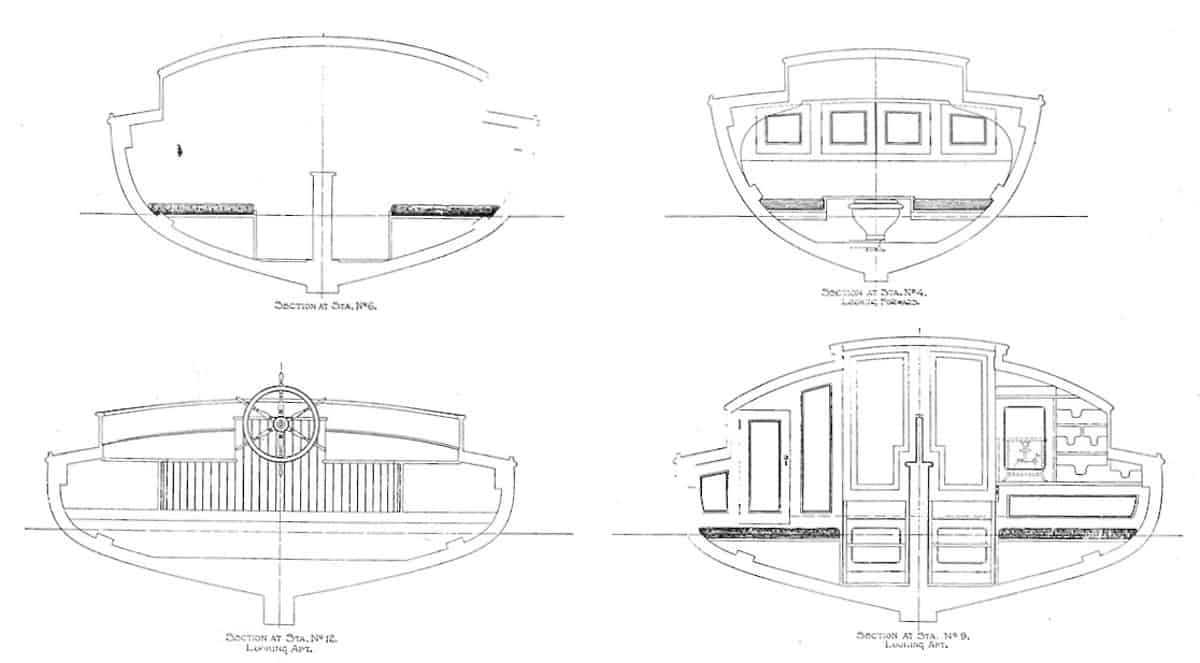 SECTION AT STA. Nº 6.
SECTION AT STA. Nº 4.
LOOKING FORWARD.
SECTION AT STA. Nº 12.
LOOKING AFT.
SECTION AT STA. Nº 9.
LOOKING AFT.